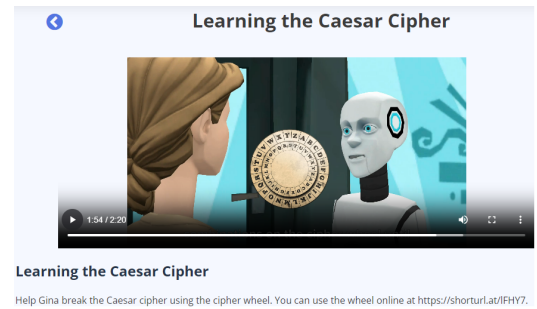 Learning the Caesar Cipher
1:54 / 2:20
Learning the Caesar Cipher
Help Gina break the Caesar cipher using the cipher wheel. You can use the wheel online at https://shorturl.at/lFHY7.